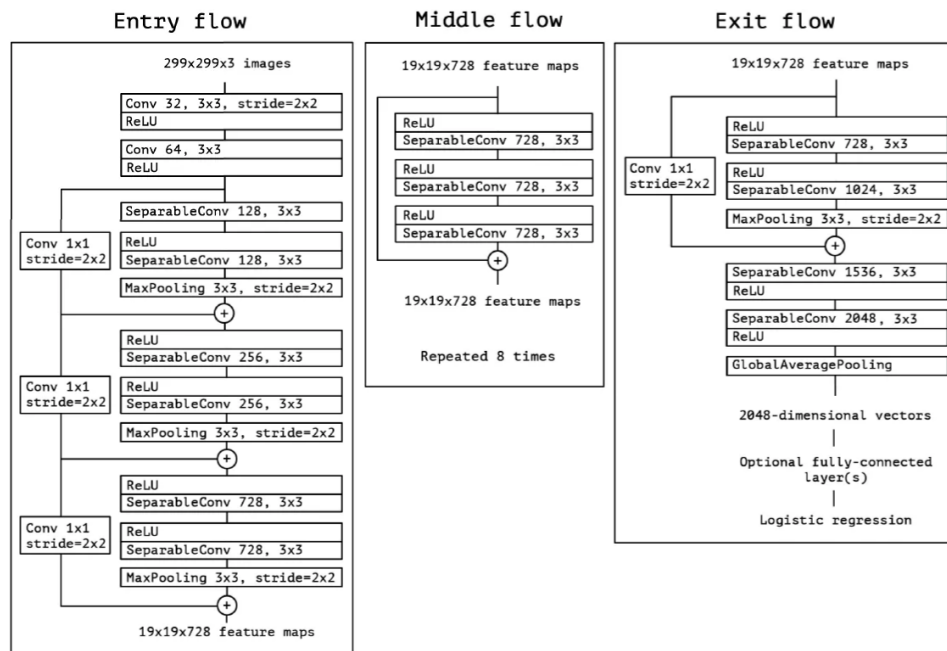 Entry flow
299x299x3 images
Conv 32, 3x3, stride=2x2
ReLU
Conv 64, 3x3
ReLU
SeparableConv 128, 3x3
Conv 1x1
stride=2x2
ReLU
SeparableConv 128, 3x3
MaxPooling 3x3, stride=2x2
+
ReLU
SeparableConv 256, 3x3
Conv 1x1
stride=2x2
ReLU
SeparableConv 256, 3x3
MaxPooling 3x3, stride=2x2
+
ReLU
SeparableConv 728, 3x3
Conv 1x1
stride=2x2
ReLU
SeparableConv 728, 3x3
MaxPooling 3x3, stride=2x2
+
19x19x728 feature maps
Middle flow
19x19x728 feature maps
ReLU
SeparableConv 728, 3x3
ReLU
SeparableConv 728, 3x3
ReLU
SeparableConv 728, 3x3
+
19x19x728 feature maps
Repeated 8 times
Exit flow
19x19x728 feature maps
ReLU
SeparableConv 728, 3x3
Conv 1x1
stride=2x2
ReLU
SeparableConv 1024, 3x3
MaxPooling 3x3, stride=2x2
+
SeparableConv 1536, 3x3
ReLU
SeparableConv 2048, 3x3
ReLU
GlobalAveragePooling
2048-dimensional vectors
Optional fully-connected
layer(s)
Logistic regression